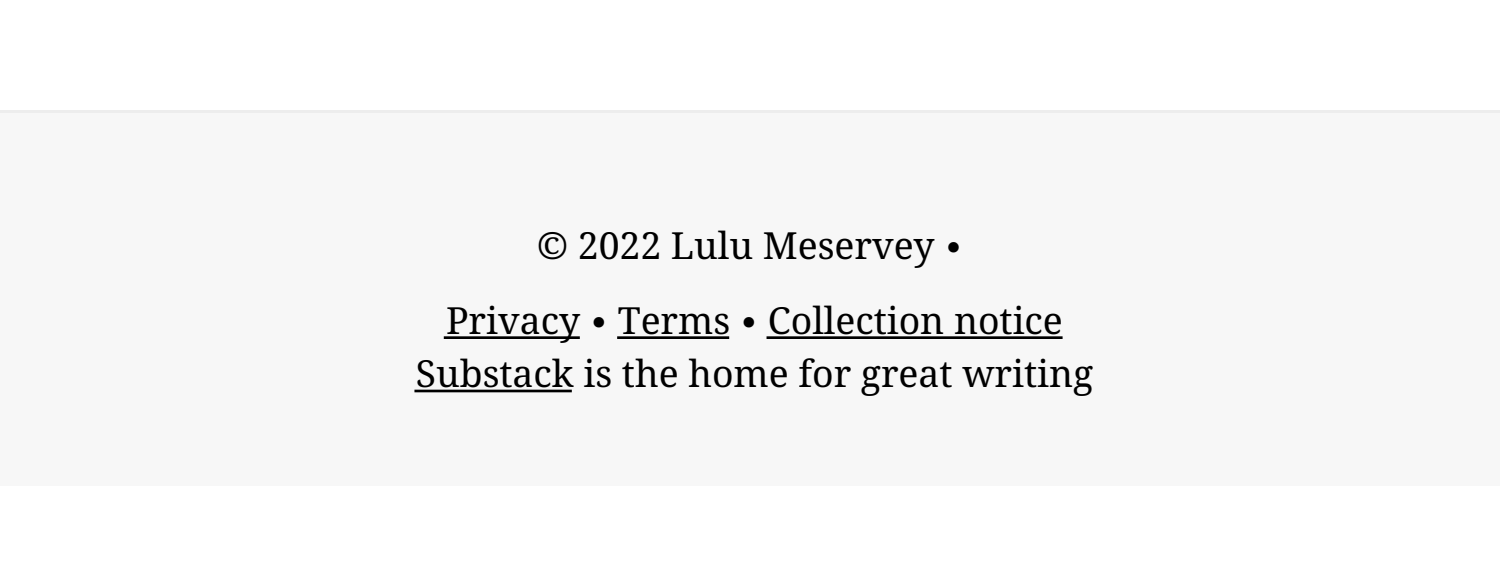 © 2022 Lulu Meservey •
Privacy • Terms • Collection notice
Substack is the home for great writing